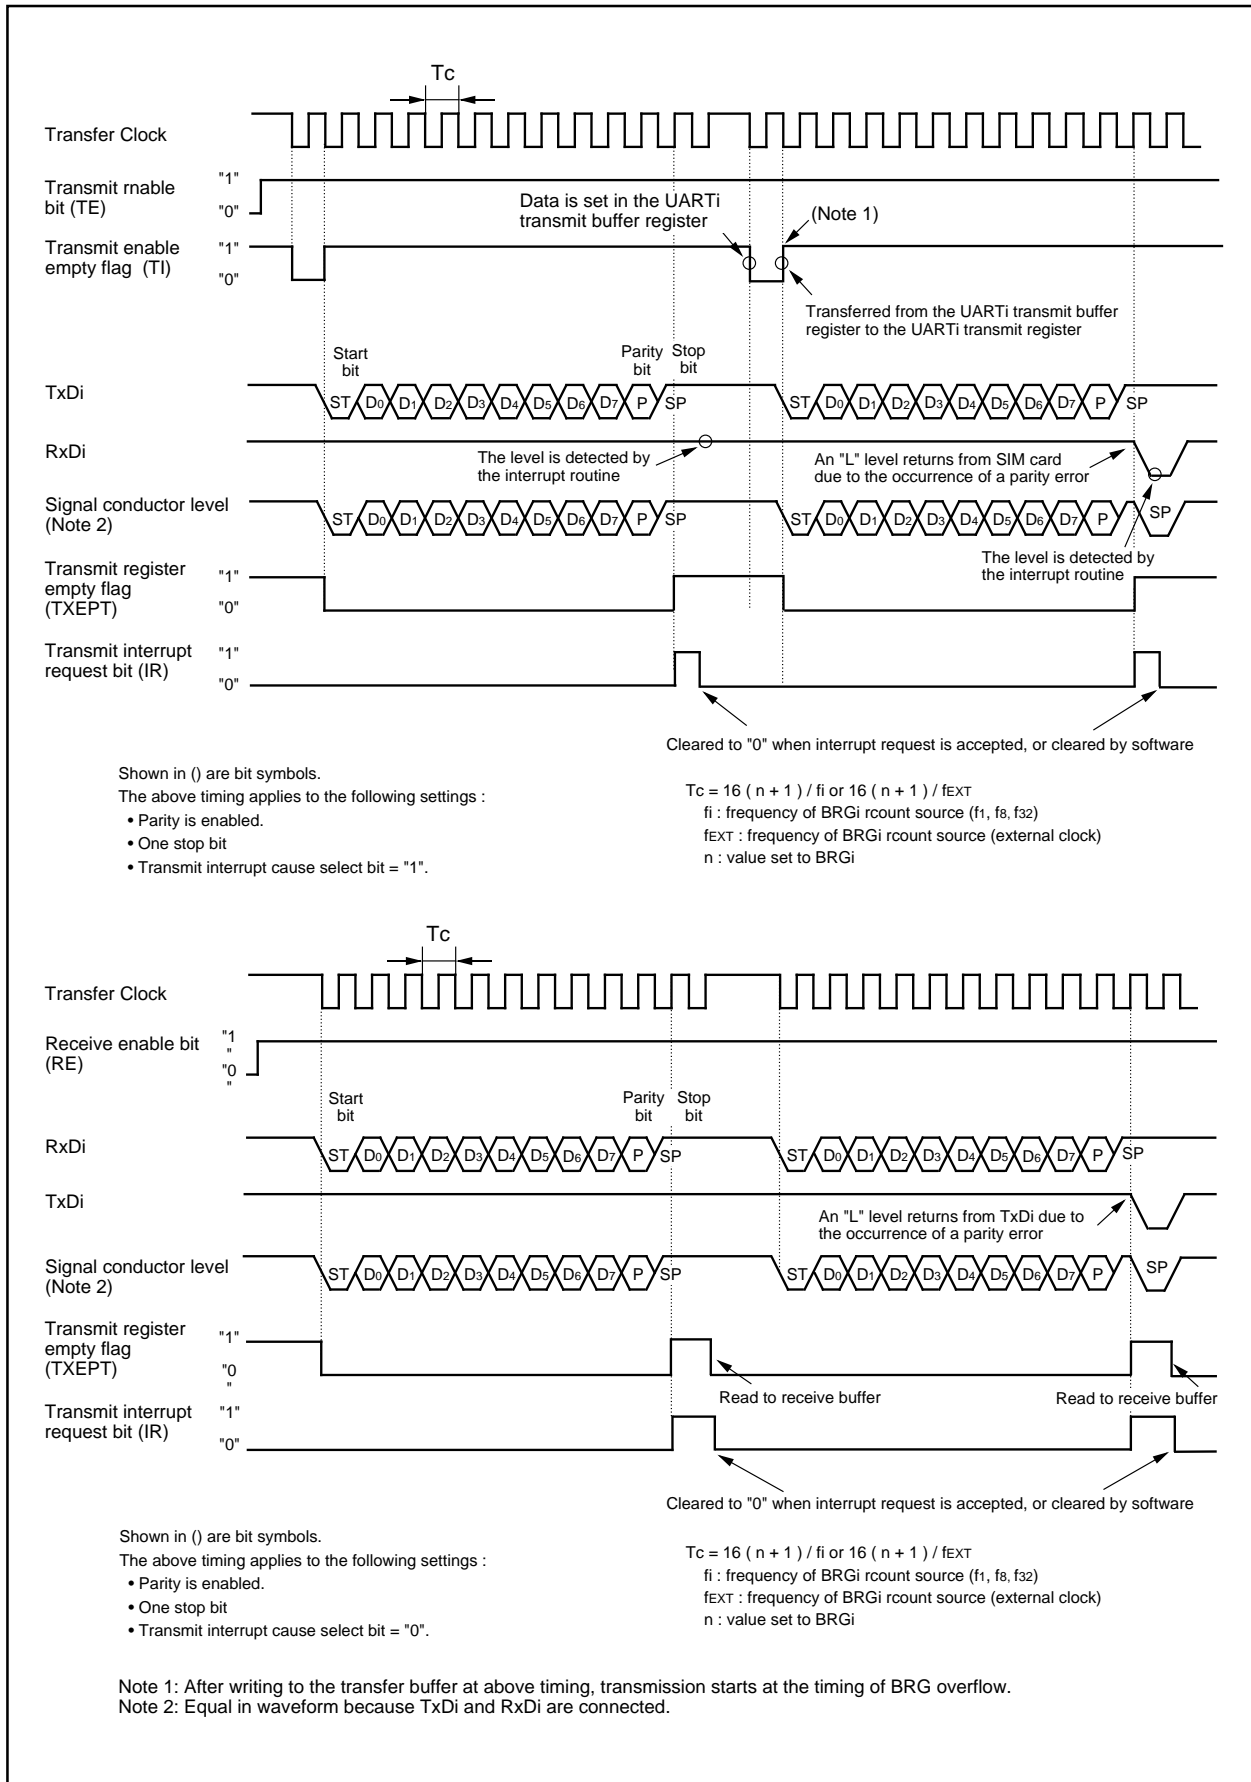 Tc
Transfer Clock
Transmit rnable
bit (TE)
"1"
"0"
Data is set in the UARTi
transmit buffer register
(Note 1)
Transmit enable
empty flag (TI)
"1"
"0"
Transferred from the UARTi transmit buffer
register to the UARTi transmit register
Start
bit
Parity
bit
Stop
bit
TxDi
ST D0 D1 D2 D3 D4 D5 D6 D7 P SP
ST D0 D1 D2 D3 D4 D5 D6 D7 P SP
RxDi
The level is detected by
the interrupt routine
An "L" level returns from SIM card
due to the occurrence of a parity error
Signal conductor level
(Note 2)
ST D0 D1 D2 D3 D4 D5 D6 D7 P SP
ST D0 D1 D2 D3 D4 D5 D6 D7 P SP
The level is detected by
the interrupt routine
Transmit register
empty flag
(TXEPT)
"1"
"0"
Transmit interrupt
request bit (IR)
"1"
"0"
Cleared to "0" when interrupt request is accepted, or cleared by software
Shown in () are bit symbols.
The above timing applies to the following settings :
• Parity is enabled.
• One stop bit
• Transmit interrupt cause select bit = "1".
Tc = 16 ( n + 1 ) / fi or 16 ( n + 1 ) / fEXT
fi : frequency of BRGi rcount source (f1, f8, f32)
fEXT : frequency of BRGi rcount source (external clock)
n : value set to BRGi
Tc
Transfer Clock
Receive enable bit
(RE)
"1
"
"0
"
Start
bit
Parity
bit
Stop
bit
RxDi
ST D0 D1 D2 D3 D4 D5 D6 D7 P SP
ST D0 D1 D2 D3 D4 D5 D6 D7 P SP
TxDi
An "L" level returns from TxDi due to
the occurrence of a parity error
Signal conductor level
(Note 2)
ST D0 D1 D2 D3 D4 D5 D6 D7 P SP
ST D0 D1 D2 D3 D4 D5 D6 D7 P SP
Transmit register
empty flag
(TXEPT)
"1"
"0
"
Read to receive buffer
Read to receive buffer
Transmit interrupt
request bit (IR)
"1"
"0"
Cleared to "0" when interrupt request is accepted, or cleared by software
Shown in () are bit symbols.
The above timing applies to the following settings :
• Parity is enabled.
• One stop bit
• Transmit interrupt cause select bit = "0".
Tc = 16 ( n + 1 ) / fi or 16 ( n + 1 ) / fEXT
fi : frequency of BRGi rcount source (f1, f8, f32)
fEXT : frequency of BRGi rcount source (external clock)
n : value set to BRGi
Note 1: After writing to the transfer buffer at above timing, transmission starts at the timing of BRG overflow.
Note 2: Equal in waveform because TxDi and RxDi are connected.